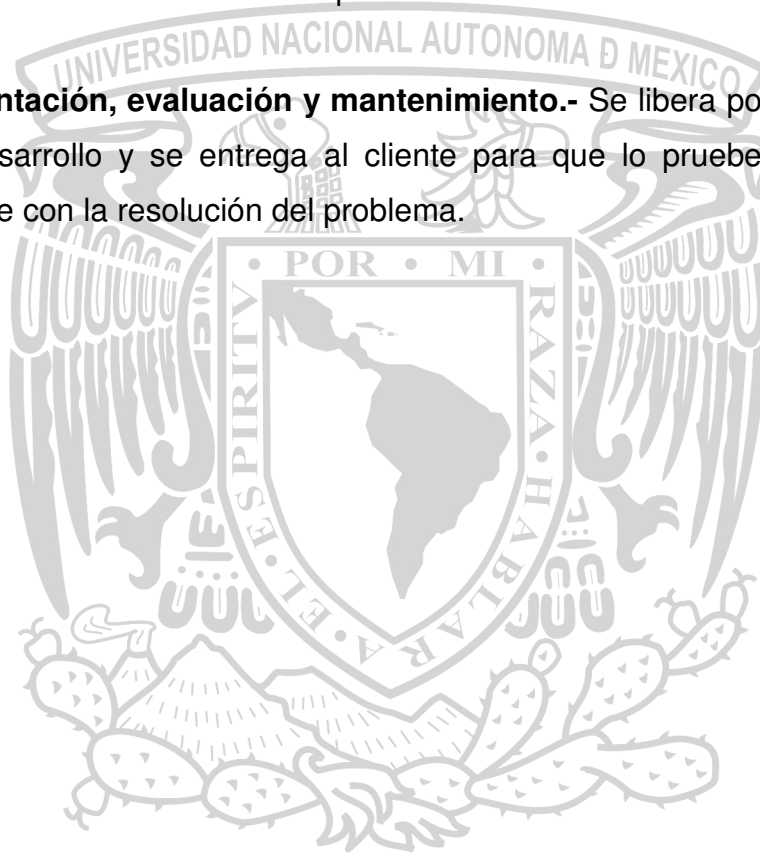 UNIVERSIDAD NACIONAL AUTONOMA Đ MEXICO
ntación, evaluación y mantenimiento.- Se libera po
sarrollo y se entrega al cliente para que lo pruebe
e con la resolución del problema.
• POR • MI •
RAZA • HABLARA • EL • ESPIRITV